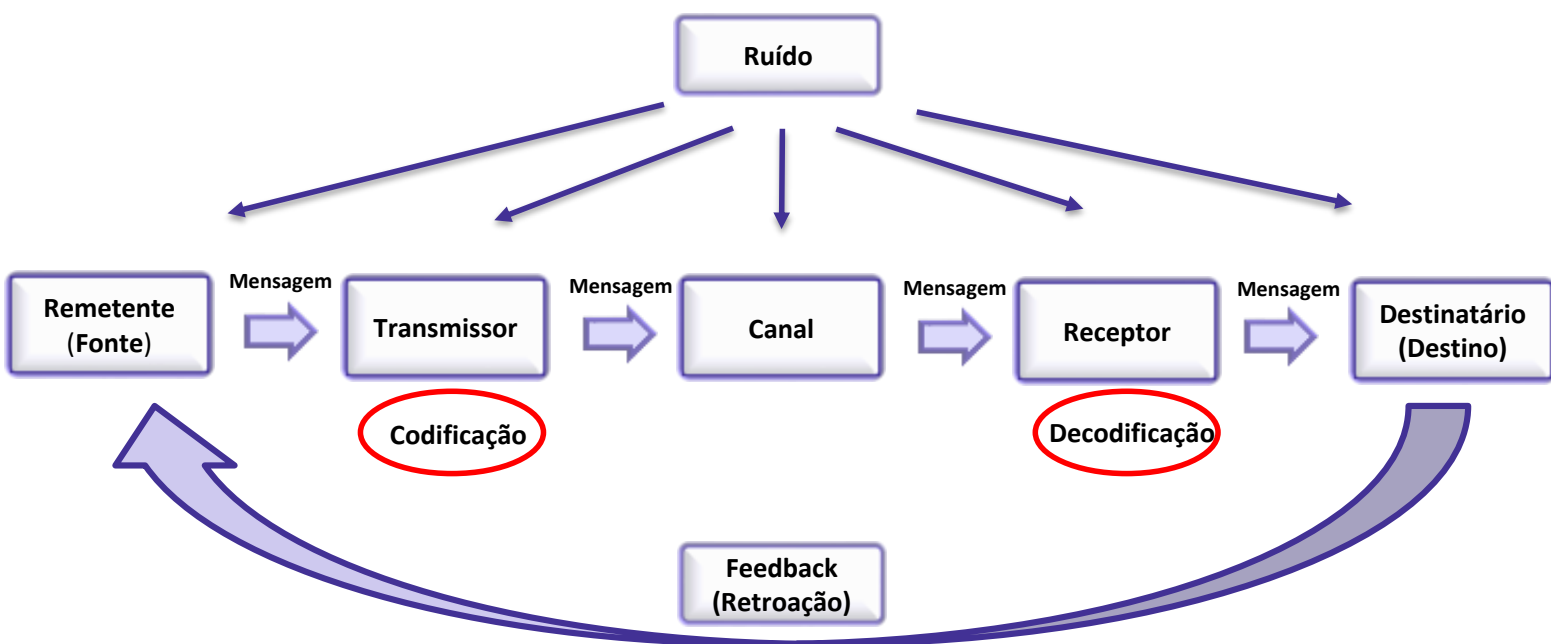 Ruído
Mensagem
Mensagem
Mensagem
Mensagem
Remetente
(Fonte)
Transmissor
Canal
Receptor
Destinatário
(Destino)
Codificação
Decodificação
Feedback
(Retroação)